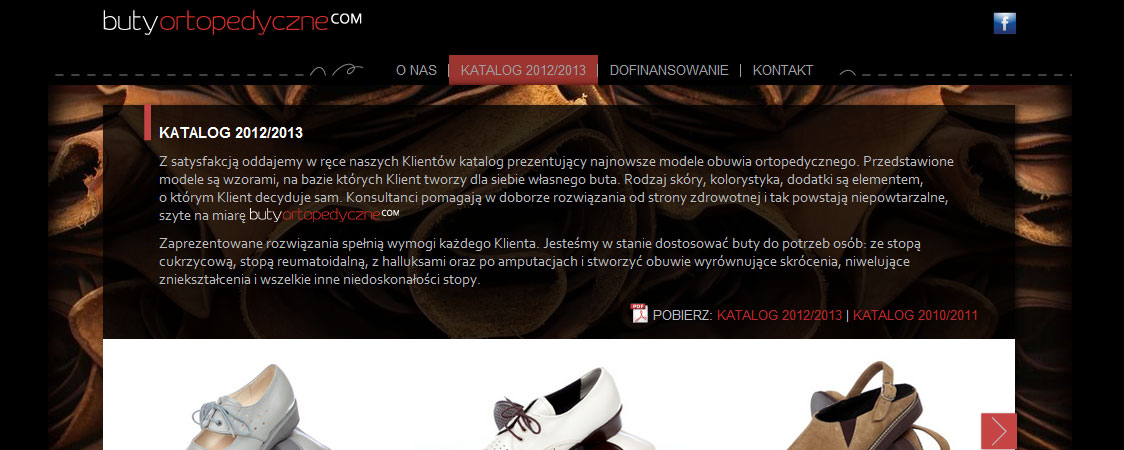 butyortopedyczne.COM
O NAS | KATALOG 2012/2013 | DOFINANSOWANIE | KONTAKT
KATALOG 2012/2013
Z satysfakcją oddajemy w ręce naszych Klientów katalog prezentujący najnowsze modele obuwia ortopedycznego. Przedstawione
modele są wzorami, na bazie których Klient tworzy dla siebie własnego buta. Rodzaj skóry, kolorystyka, dodatki są elementem,
o którym Klient decyduje sam. Konsultanci pomagają w doborze rozwiązania od strony zdrowotnej i tak powstają niepowtarzalne,
szyte na miarę butyortopedyczne.COM
Zaprezentowane rozwiązania spełnią wymogi każdego Klienta. Jesteśmy w stanie dostosować buty do potrzeb osób: ze stopą
cukrzycową, stopą reumatoidalną, z halluksami oraz po amputacjach i stworzyć obuwie wyrównujące skrócenia, niwelujące
zniekształcenia i wszelkie inne niedoskonałości stopy.
PDF POBIERZ: KATALOG 2012/2013 | KATALOG 2010/2011